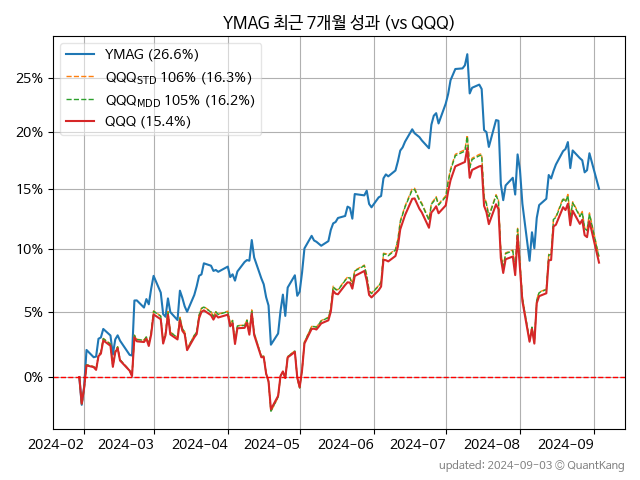 YMAG 최근 7개월 성과 (vs QQQ)
YMAG (26.6%)
QQQSTD 106% (16.3%)
QQQMDD 105% (16.2%)
QQQ (15.4%)
25%
20%
15%
10%
5%
0%
2024-02 2024-03 2024-04 2024-05 2024-06 2024-07 2024-08 2024-09
updated: 2024-09-03 © QuantKang